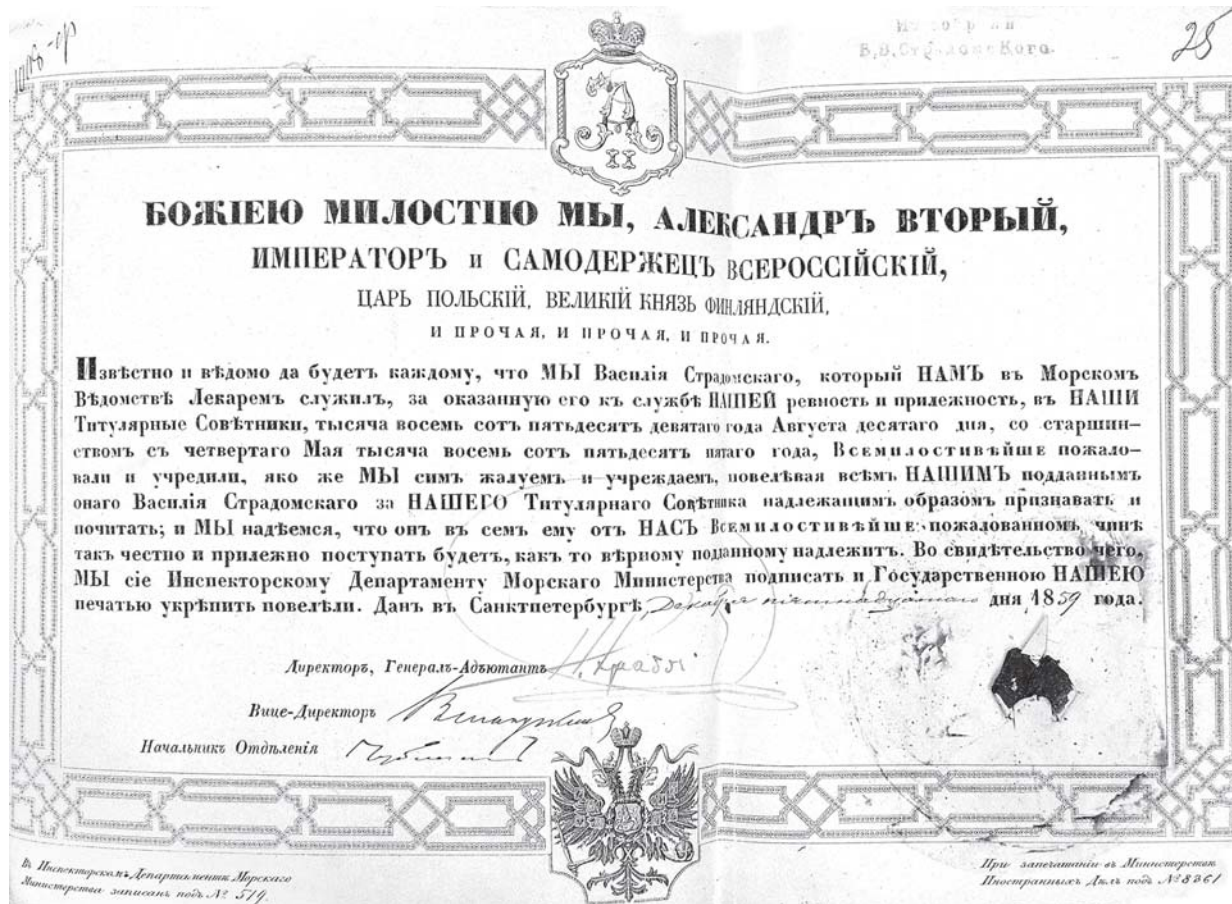 25
БОЖІЕЮ МИЛОСТІЮ МЫ, АЛЕКСАНДРЪ ВТОРЫЙ,
ИМПЕРАТОРЪ и САМОДЕРЖЕЦЪ ВСЕРОССІЙСКІЙ,
ЦАРЬ ПОЛЬСКІЙ, ВЕЛИКІЙ КНЯЗЬ ФИНЛЯНДСКІЙ,
И ПРОЧАЯ, И ПРОЧАЯ, И ПРОЧАЯ.
Извѣстно и вѣдомо да будетъ каждому, что МЫ Василія Страдомскаго, который НАМЪ въ Морскомъ
Вѣдомствѣ Лекаремъ служилъ, за оказанную его къ службѣ НАШЕЙ ревность и прилежность, въ НАШИ
Титулярные Совѣтники, тысяча восемь сотъ пятьдесятъ девятаго года Августа десятаго дня, со старшин-
ствомъ съ четвертаго Мая тысяча восемь сотъ пятьдесятъ пятаго года, Всемилостивѣйше пожало-
вали и учредили, яко же МЫ симъ жалуемъ и учреждаемъ, повелѣвая всѣмъ НАШИМЪ подданнымъ
онаго Василія Страдомскаго за НАШЕГО Титулярнаго Совѣтника надлежащимъ образомъ признавать и
почитать; и МЫ надѣемся, что онъ въ семъ ему отъ НАСЪ Всемилостивѣйше пожалованномъ чинѣ
такъ честно и прилежно поступать будетъ, какъ то вѣрному подданному надлежитъ. Во свидѣтельство чего,
МЫ сіе Инспекторскому Департаменту Морскаго Министерства подписать и Государственною НАШЕЮ
печатью укрѣпить повелѣли. Данъ въ Санктпетербургѣ, Декабря пятнадцатаго дня 1859 года.
Директоръ, Генералъ-Адъютантъ Н. Краббе
Вице-Директоръ
Начальникъ Отдѣленія
Въ Инспекторскомъ Департаментѣ Морскаго
Министерства записанъ подъ № 519.
При запечатаніи въ Министерствѣ
Иностранныхъ Дѣлъ подъ № 8361